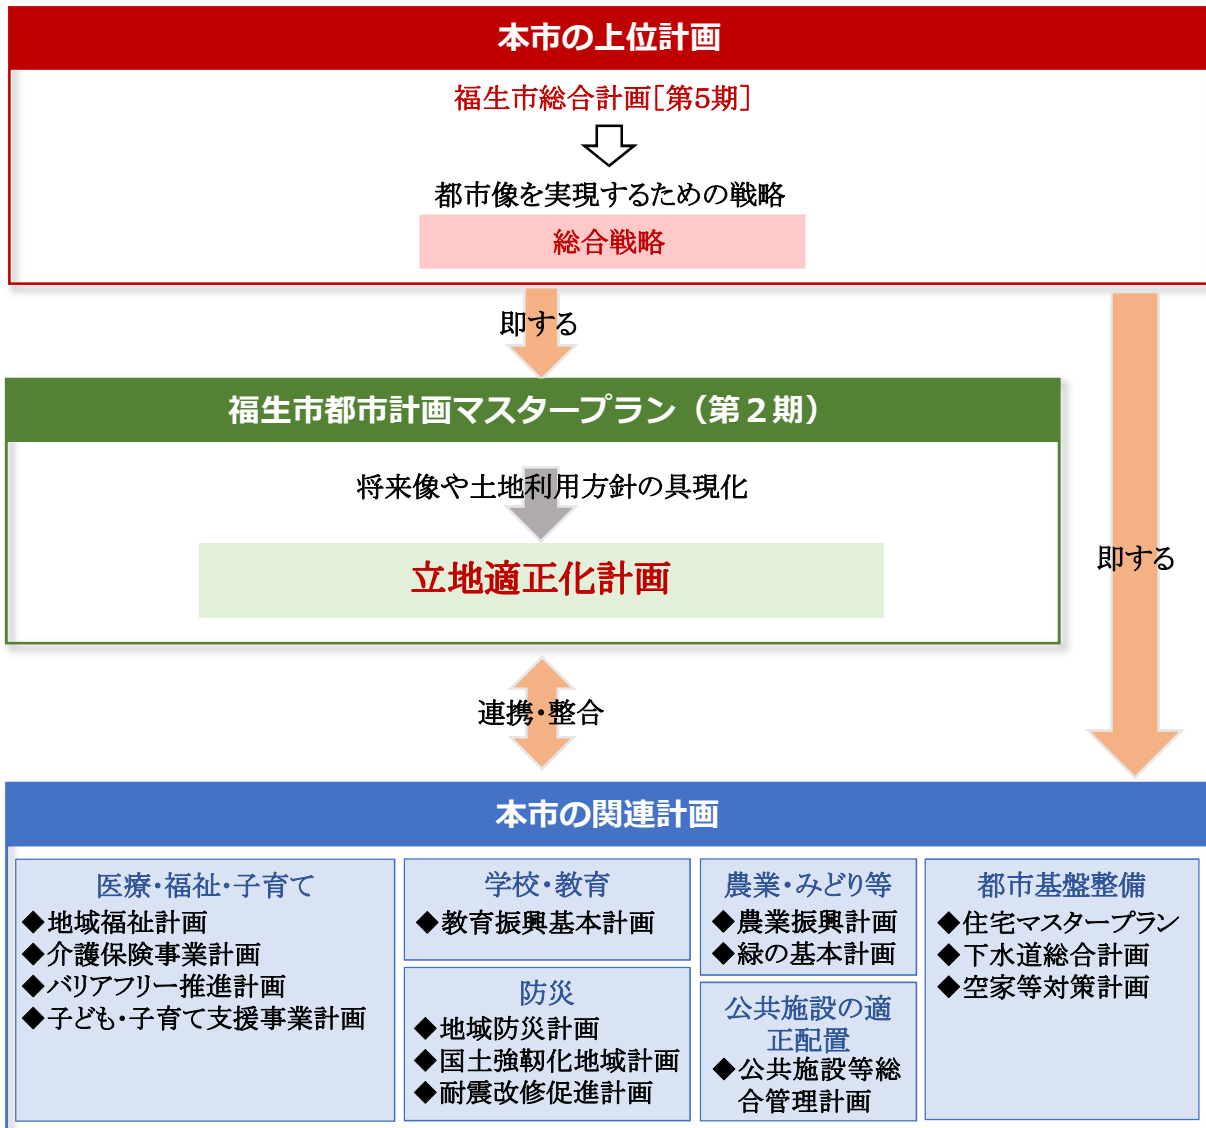 本市の上位計画
福生市総合計画[第5期]
都市像を実現するための戦略
総合戦略
即する
福生市都市計画マスタープラン（第２期）
将来像や土地利用方針の具現化
立地適正化計画
即する
連携・整合
本市の関連計画
医療・福祉・子育て
◆地域福祉計画
◆介護保険事業計画
◆バリアフリー推進計画
◆子ども・子育て支援事業計画
学校・教育
◆教育振興基本計画
防災
◆地域防災計画
◆国土強靭化地域計画
◆耐震改修促進計画
農業・みどり等
◆農業振興計画
◆緑の基本計画
公共施設の適
正配置
◆公共施設等総
合管理計画
都市基盤整備
◆住宅マスタープラン
◆下水道総合計画
◆空家等対策計画